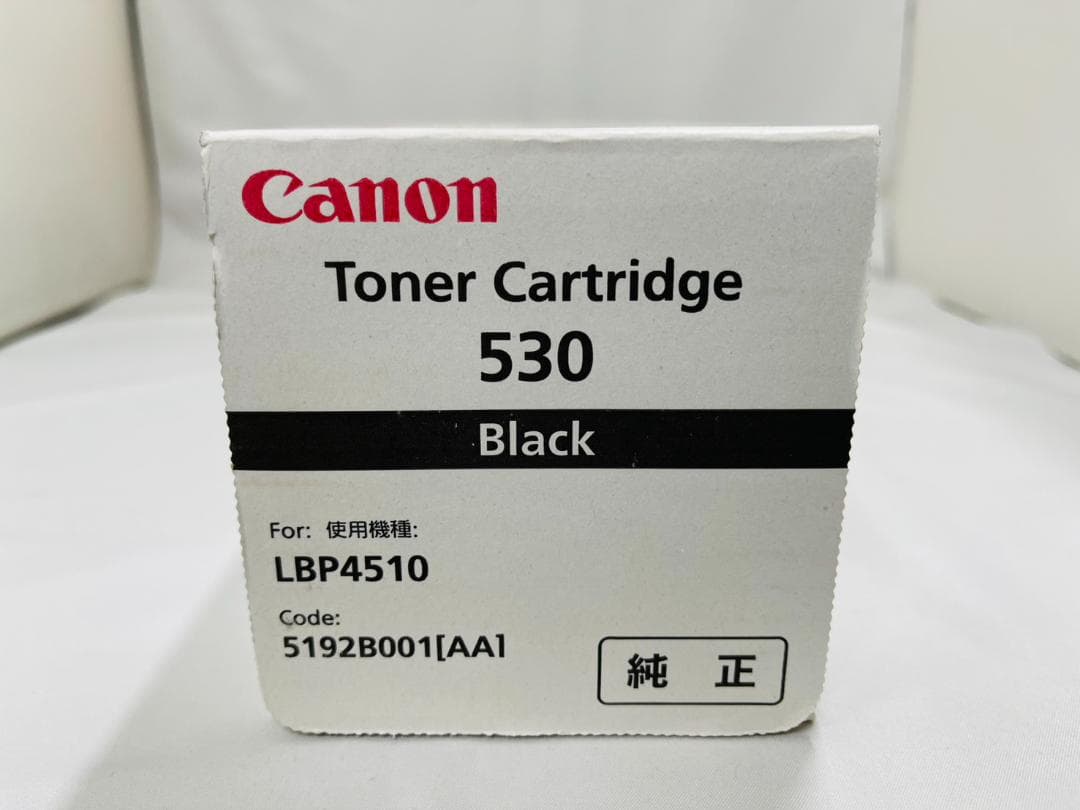 Canon
Toner Cartridge
530
Black
For: 使用機種:
LBP4510
Code:
5192B001[AA]
純 正